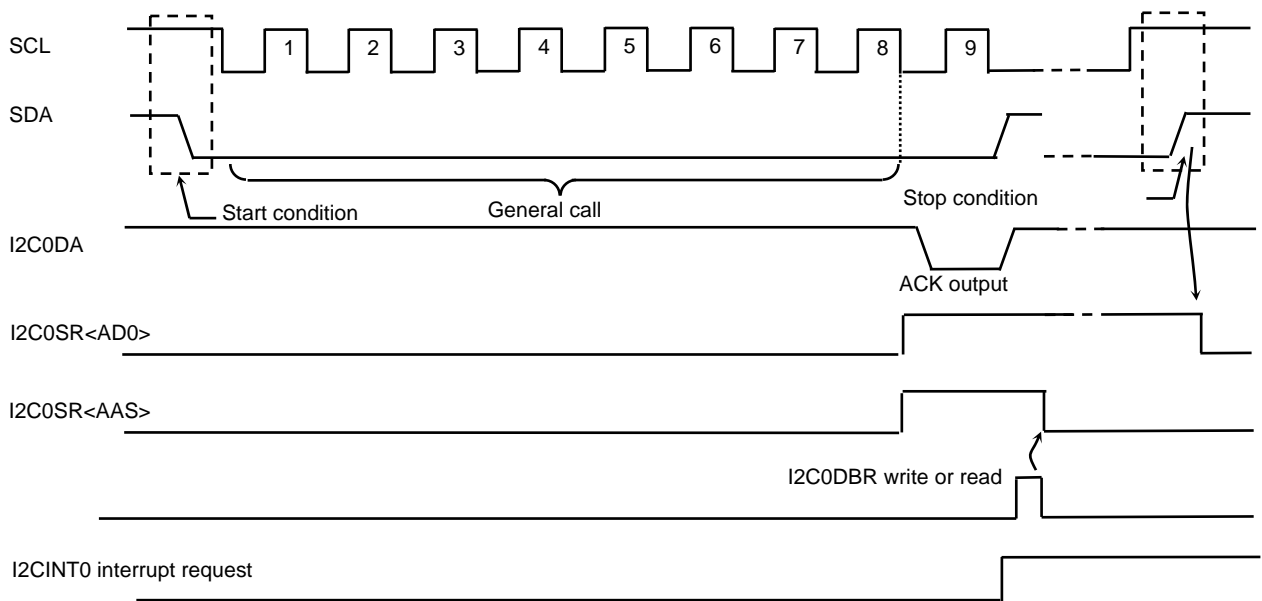 SCL
1 2 3 4 5 6 7 8 9
SDA
Start condition
General call
Stop condition
I2C0DA
ACK output
I2C0SR<AD0>
I2C0SR<AAS>
I2C0DBR write or read
I2CINT0 interrupt request